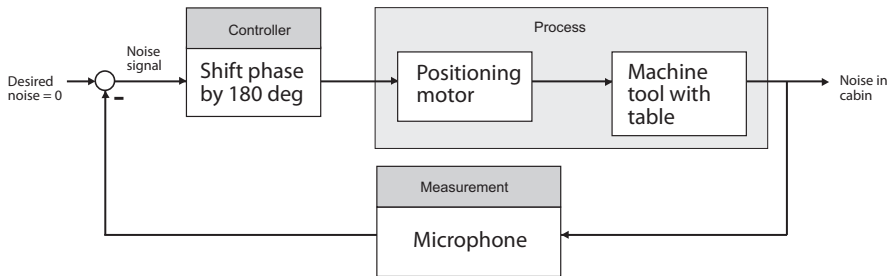 Controller
Process
Noise
signal
Desired
noise = 0
Shift phase
by 180 deg
Positioning
motor
Machine
tool with
table
Noise in
cabin
-
Measurement
Microphone